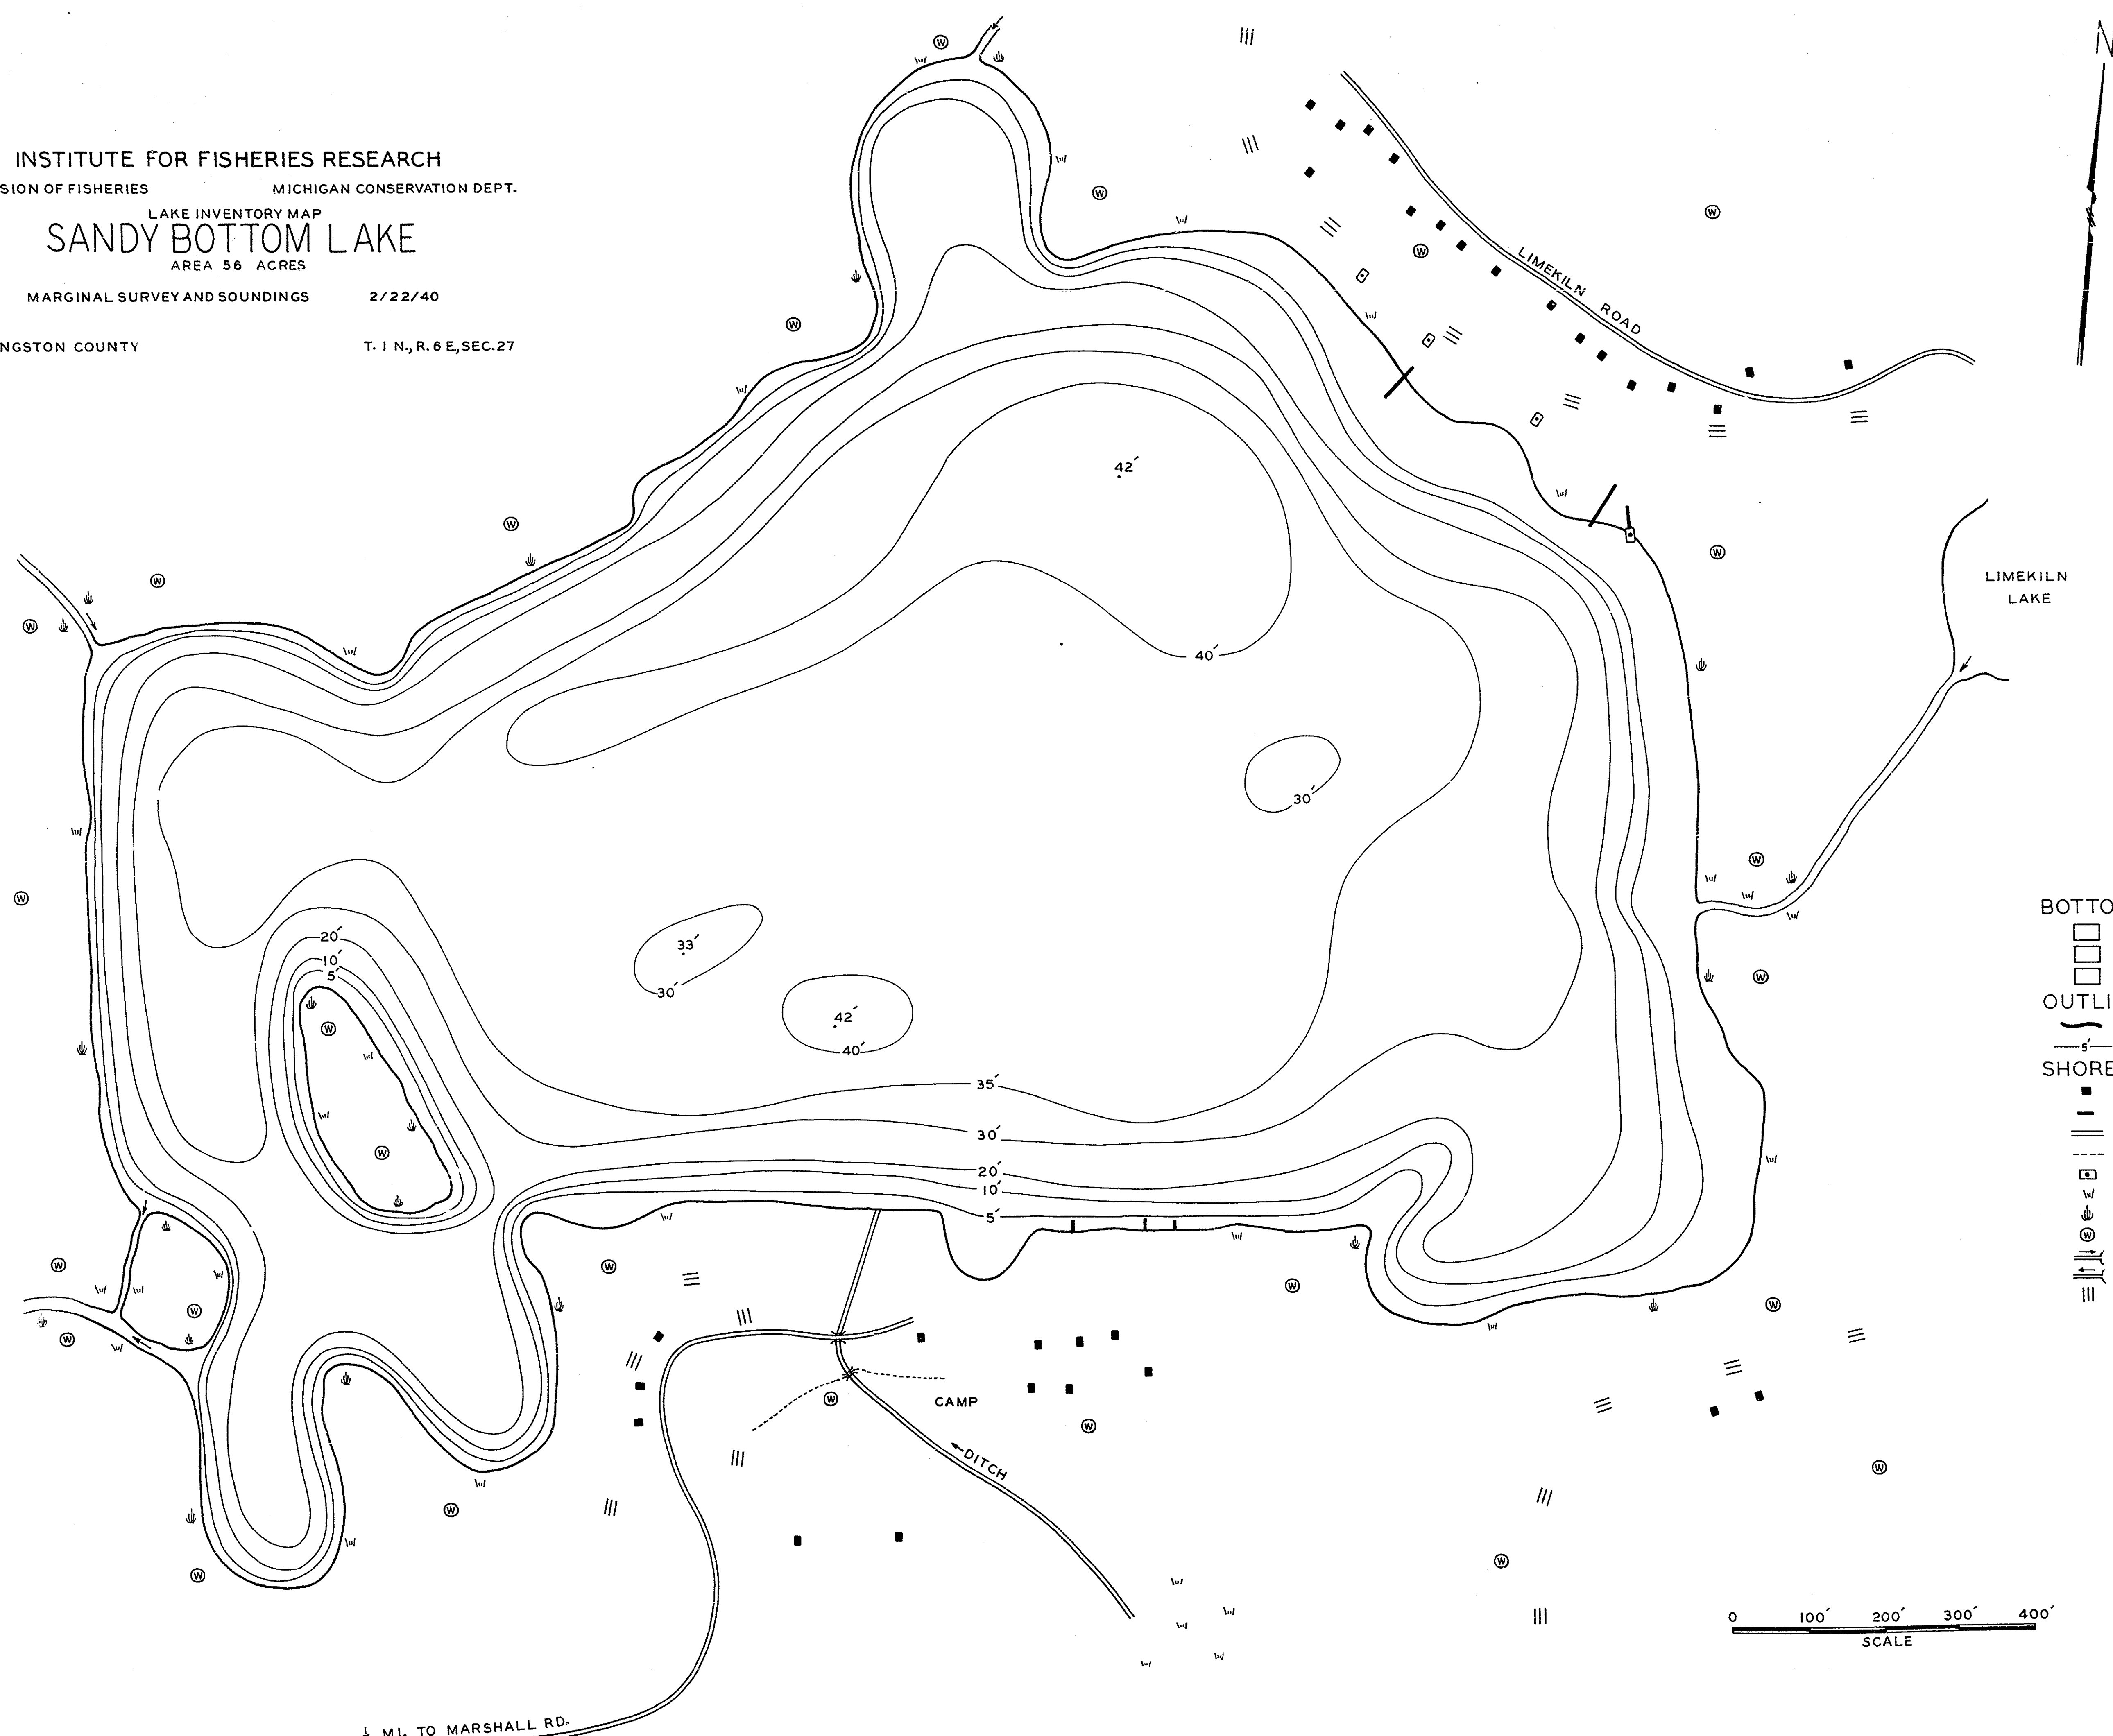 INSTITUTE FOR FISHERIES RESEARCH
SION OF FISHERIES MICHIGAN CONSERVATION DEPT.
LAKE INVENTORY MAP
SANDY BOTTOM LAKE
AREA 56 ACRES
MARGINAL SURVEY AND SOUNDINGS 2/22/40
NGSTON COUNTY T. 1 N., R. 6 E, SEC. 27
N
LIMEKILN ROAD
LIMEKILN
LAKE
42′
40′
30′
33′
30′
42′
40′
20′
10′
5′
35′
30′
20′
10′
5′
CAMP
DITCH
BOTTO
OUTLI
5′
SHORE
0 100′ 200′ 300′ 400′
SCALE
MI. TO MARSHALL RD.